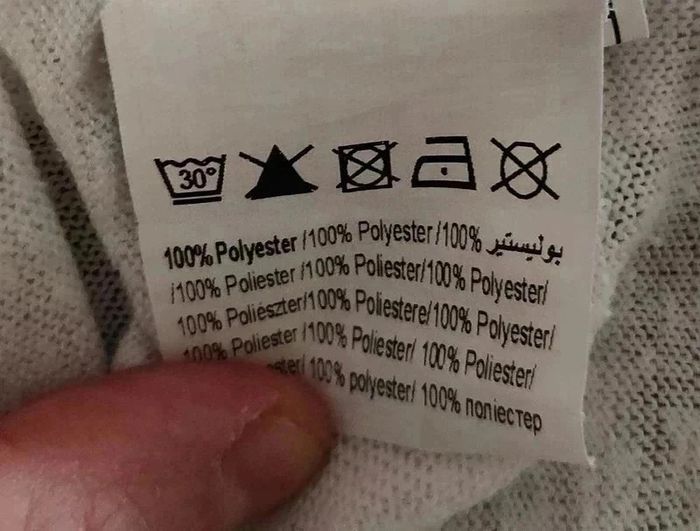 30°
100% Polyester /100% Polyester /100% بوليستير
/100% Poliester /100% Poliester/100% Polyester/
100% Poliészter/100% Poliestere/100% Polyester/
100% Poliester /100% Poliester/ 100% Poliester/
100% polyester/ 100% поліестер